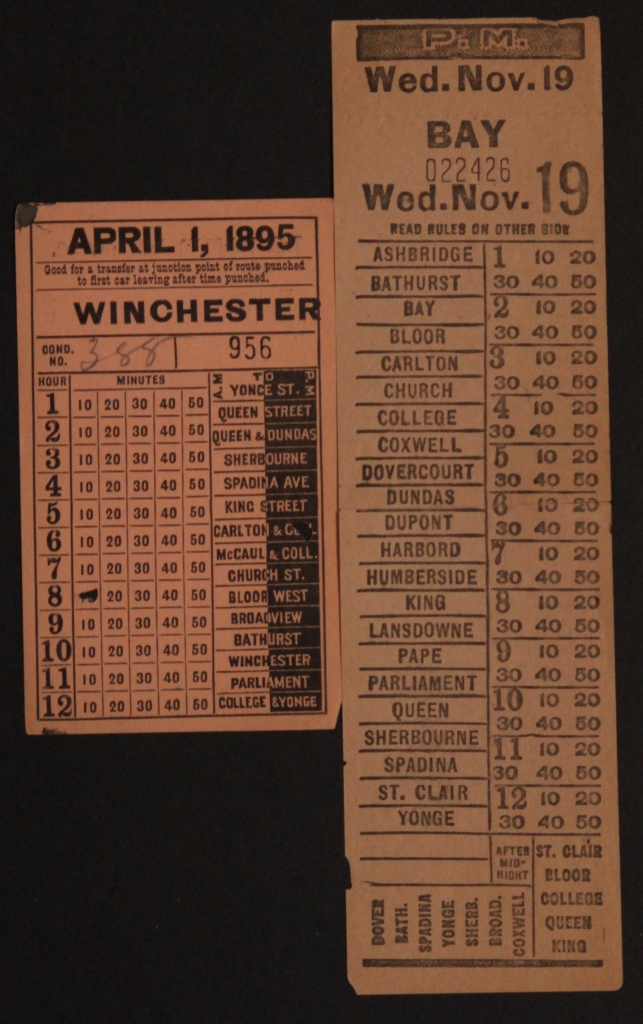 APRIL 1, 1895
Good for a transfer at junction point of route punched
to first car leaving after time punched.
WINCHESTER
COND. NO. 388 956
HOUR MINUTES A.M. TO P.M.
1 10 20 30 40 50 YONGE ST.
QUEEN STREET
2 10 20 30 40 50 QUEEN & DUNDAS
3 10 20 30 40 50 SHERBOURNE
4 10 20 30 40 50 SPADINA AVE
5 10 20 30 40 50 KING STREET
6 10 20 30 40 50 CARLTON &
McCAUL & COLL.
7 10 20 30 40 50 CHURCH ST.
8 20 30 40 50 BLOOR WEST
9 10 20 30 40 50 BROADVIEW
BATHURST
10 10 20 30 40 50 WINCHESTER
11 10 20 30 40 50 PARLIAMENT
12 10 20 30 40 50 COLLEGE & YONGE
P.M.
Wed. Nov. 19
BAY
022426
Wed. Nov. 19
READ RULES ON OTHER SIDE
ASHBRIDGE 1 10 20
BATHURST 30 40 50
BAY 2 10 20
BLOOR 30 40 50
CARLTON 3 10 20
CHURCH 30 40 50
COLLEGE 4 10 20
COXWELL 30 40 50
DOVERCOURT 5 10 20
30 40 50
DUNDAS 6 10 20
DUPONT 30 40 50
HARBORD 7 10 20
HUMBERSIDE 30 40 50
KING 8 10 20
LANSDOWNE 30 40 50
PAPE 9 10 20
PARLIAMENT 30 40 50
QUEEN 10 10 20
30 40 50
SHERBOURNE 11 10 20
SPADINA 30 40 50
ST. CLAIR 12 10 20
YONGE 30 40 50
AFTER MID-NIGHT
ST. CLAIR
BLOOR
COLLEGE
QUEEN
KING
DOVER
BATH.
SPADINA
YONGE
SHERB.
BROAD.
COXWELL